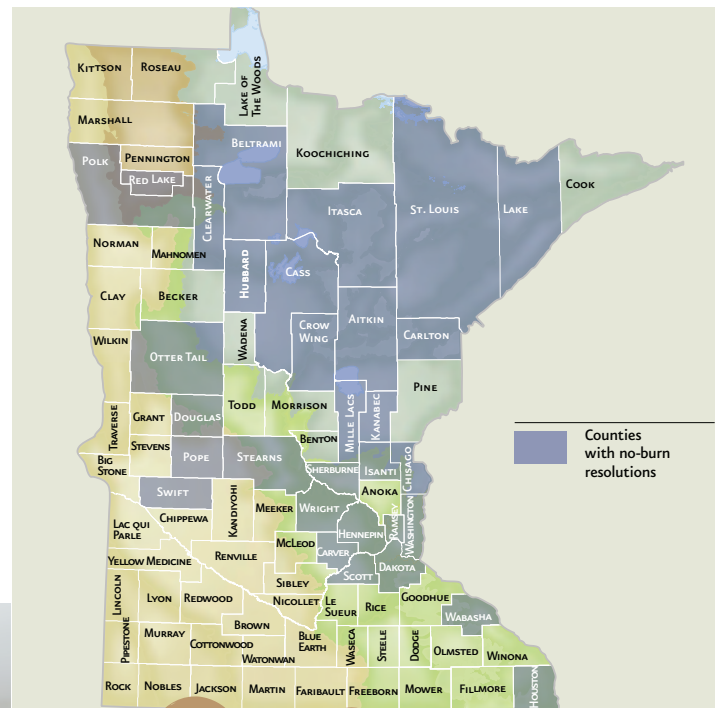 Kittson
Roseau
Lake of
The Woods
Marshall
Beltrami
Koochiching
Polk
Pennington
Red Lake
Clearwater
Itasca
St. Louis
Lake
Cook
Norman
Mahnomen
Hubbard
Cass
Clay
Becker
Wilkin
Otter Tail
Wadena
Crow
Wing
Aitkin
Carlton
Pine
Traverse
Grant
Douglas
Todd
Morrison
Mille Lacs
Kanabec
Benton
Stevens
Big
Stone
Pope
Stearns
Sherburne
Isanti
Chisago
Counties
with no-burn
resolutions
Swift
Kandiyohi
Meeker
Wright
Anoka
Ramsey
Washington
Hennepin
Lac qui
Parle
Chippewa
Renville
McLeod
Carver
Scott
Dakota
Yellow Medicine
Sibley
Lincoln
Lyon
Redwood
Nicollet
Le
Sueur
Rice
Goodhue
Wabasha
Pipestone
Murray
Cottonwood
Brown
Watonwan
Blue
Earth
Waseca
Steele
Dodge
Olmsted
Winona
Rock
Nobles
Jackson
Martin
Faribault
Freeborn
Mower
Fillmore
Houston